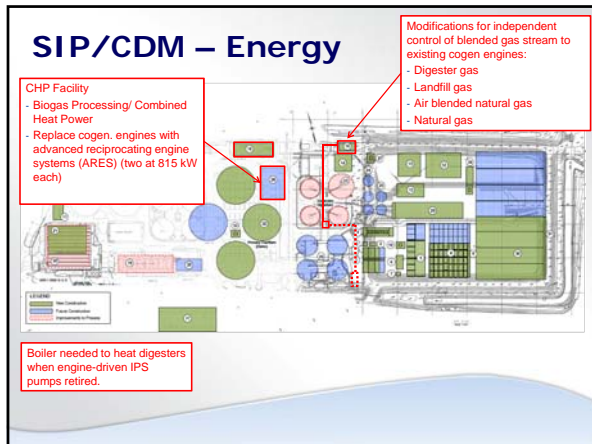 SIP/CDM – Energy
Modifications for independent
control of blended gas stream to
existing cogen engines:
- Digester gas
- Landfill gas
- Air blended natural gas
- Natural gas
CHP Facility
- Biogas Processing/ Combined
Heat Power
- Replace cogen. engines with
advanced reciprocating engine
systems (ARES) (two at 815 kW
each)
LEGEND
New Construction
Future Construction
Improvements to Process
Boiler needed to heat digesters
when engine-driven IPS
pumps retired.